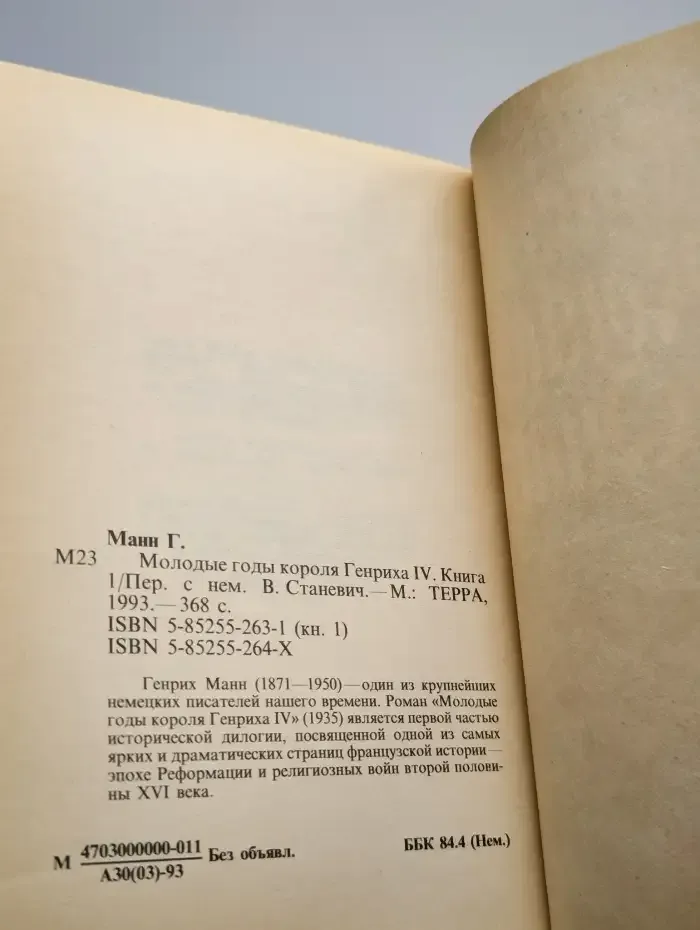 Манн Г.
М23 Молодые годы короля Генриха IV. Книга
1/Пер. с нем. В. Станевич.—М.: ТЕРРА,
1993.—368 с.
ISBN 5-85255-263-1 (кн. 1)
ISBN 5-85255-264-X
Генрих Манн (1871—1950)—один из крупнейших
немецких писателей нашего времени. Роман «Молодые
годы короля Генриха IV» (1935) является первой частью
исторической дилогии, посвященной одной из самых
ярких и драматических страниц французской истории—
эпохе Реформации и религиозных войн второй полови-
ны XVI века.
М 4703000000-011 Без объявл.
А30(03)-93
ББК 84.4 (Нем.)